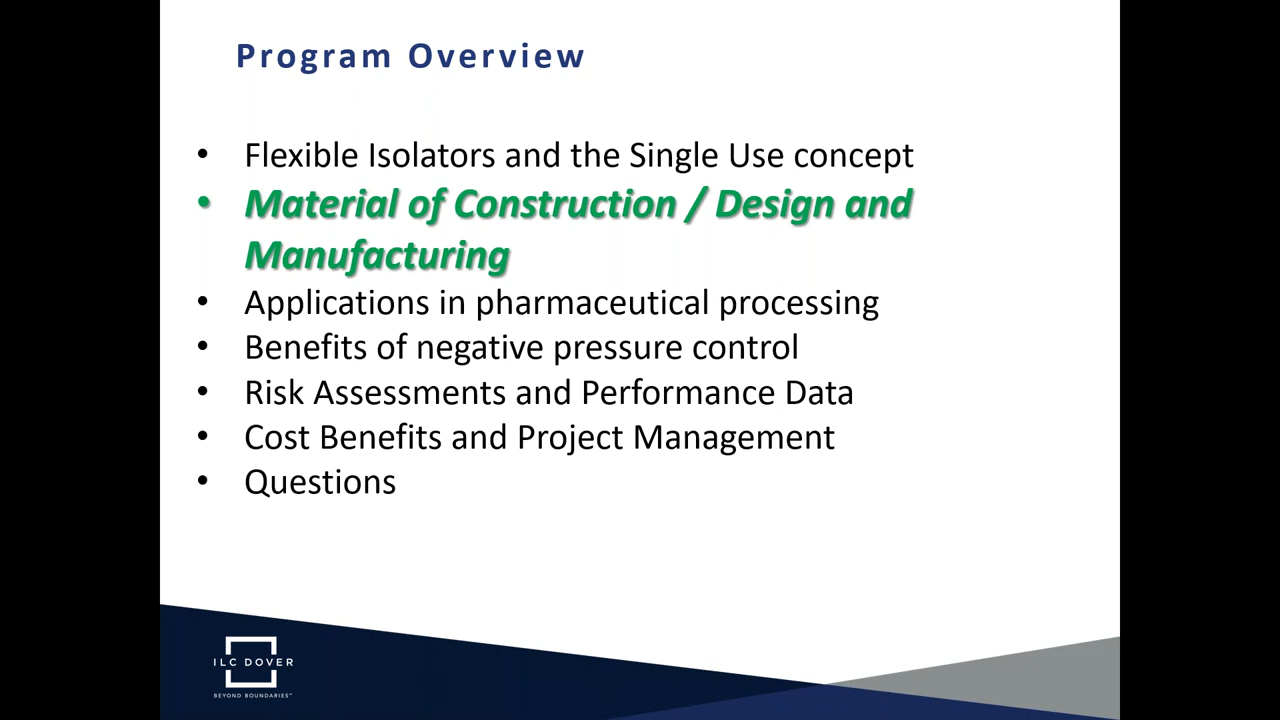 Program Overview
• Flexible Isolators and the Single Use concept
• Material of Construction / Design and
Manufacturing
• Applications in pharmaceutical processing
• Benefits of negative pressure control
• Risk Assessments and Performance Data
• Cost Benefits and Project Management
• Questions
ILC DOVER
BEYOND BOUNDARIES™